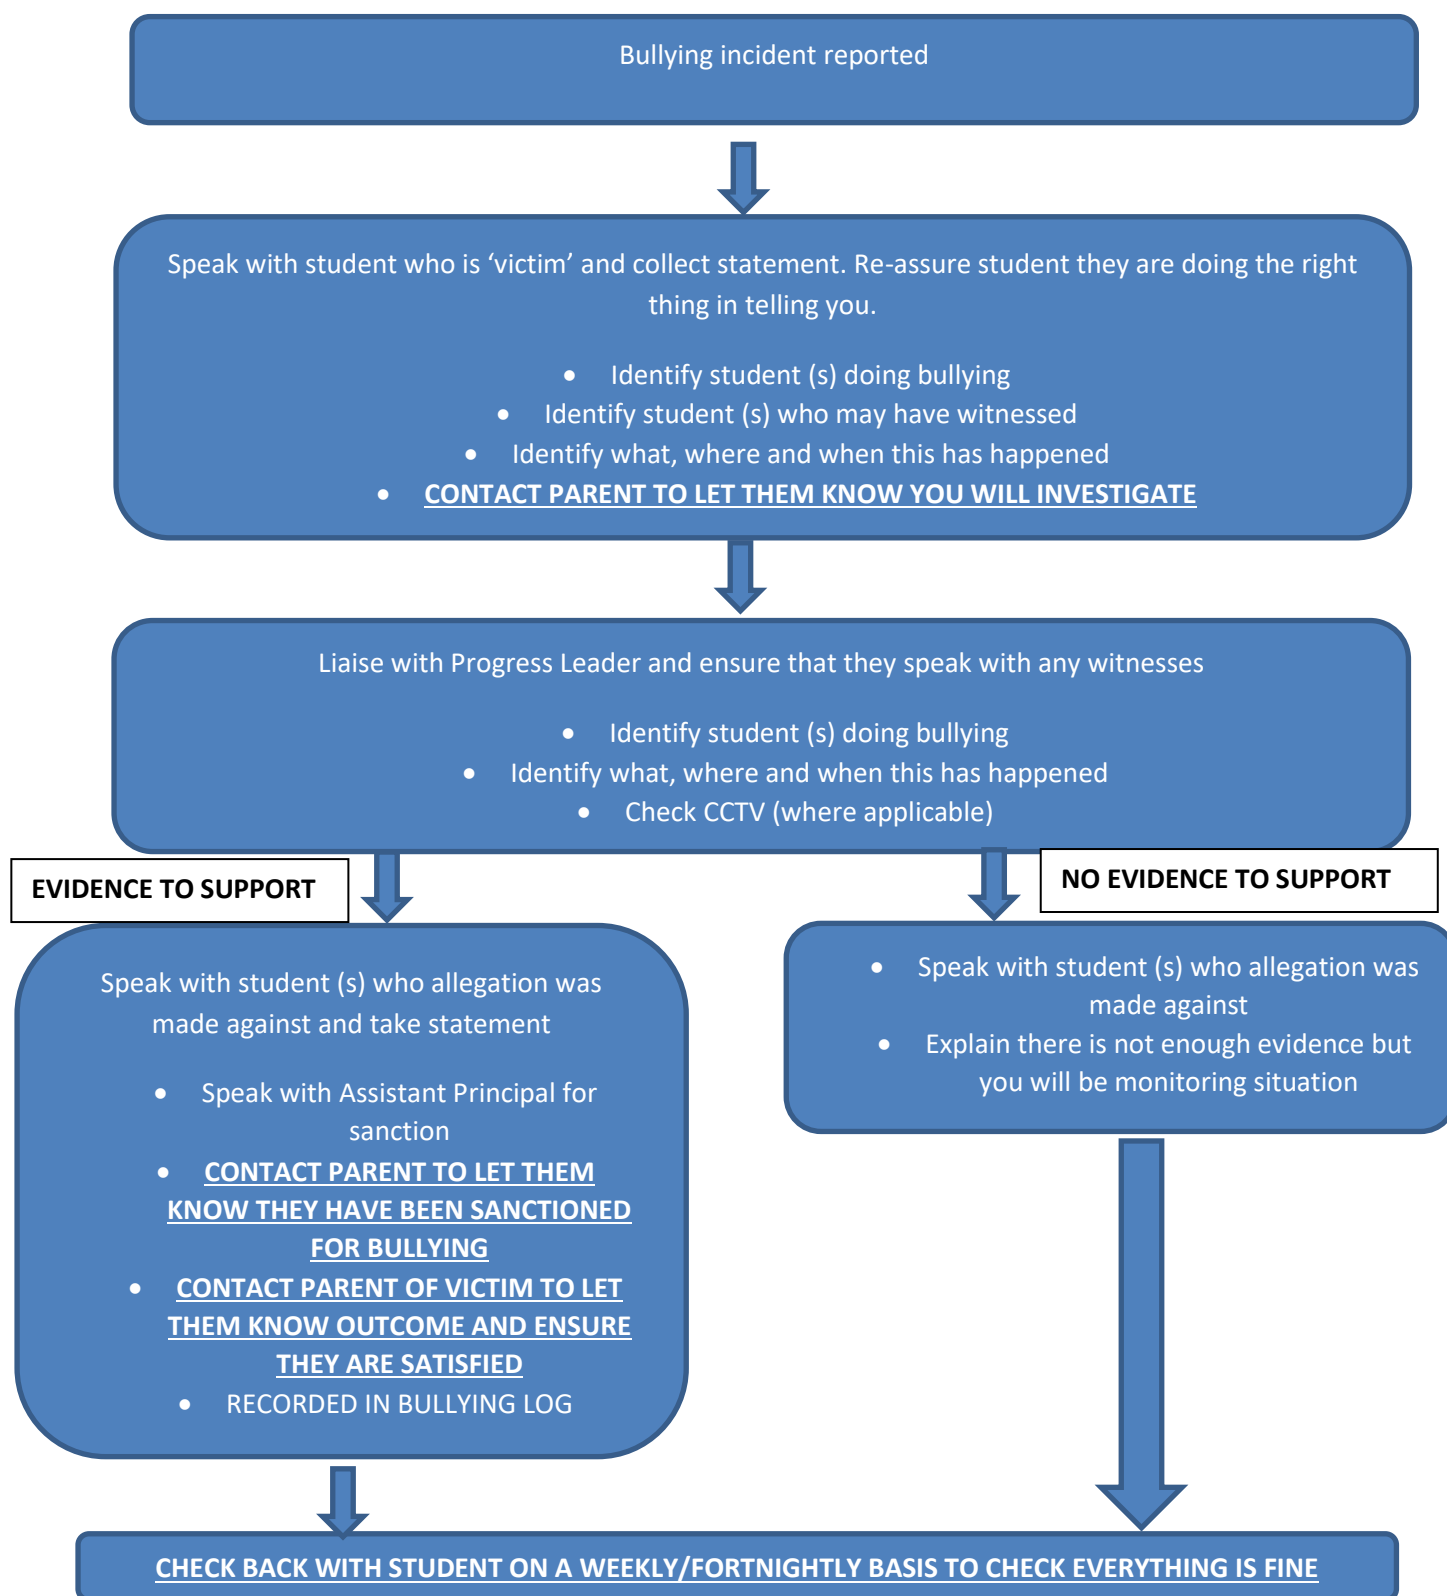 Bullying incident reported
Speak with student who is ‘victim’ and collect statement. Re-assure student they are doing the right
thing in telling you.
• Identify student (s) doing bullying
• Identify student (s) who may have witnessed
• Identify what, where and when this has happened
• CONTACT PARENT TO LET THEM KNOW YOU WILL INVESTIGATE
Liaise with Progress Leader and ensure that they speak with any witnesses
• Identify student (s) doing bullying
• Identify what, where and when this has happened
• Check CCTV (where applicable)
EVIDENCE TO SUPPORT
Speak with student (s) who allegation was
made against and take statement
• Speak with Assistant Principal for
sanction
• CONTACT PARENT TO LET THEM
KNOW THEY HAVE BEEN SANCTIONED
FOR BULLYING
• CONTACT PARENT OF VICTIM TO LET
THEM KNOW OUTCOME AND ENSURE
THEY ARE SATISFIED
• RECORDED IN BULLYING LOG
NO EVIDENCE TO SUPPORT
• Speak with student (s) who allegation was
made against
• Explain there is not enough evidence but
you will be monitoring situation
CHECK BACK WITH STUDENT ON A WEEKLY/FORTNIGHTLY BASIS TO CHECK EVERYTHING IS FINE